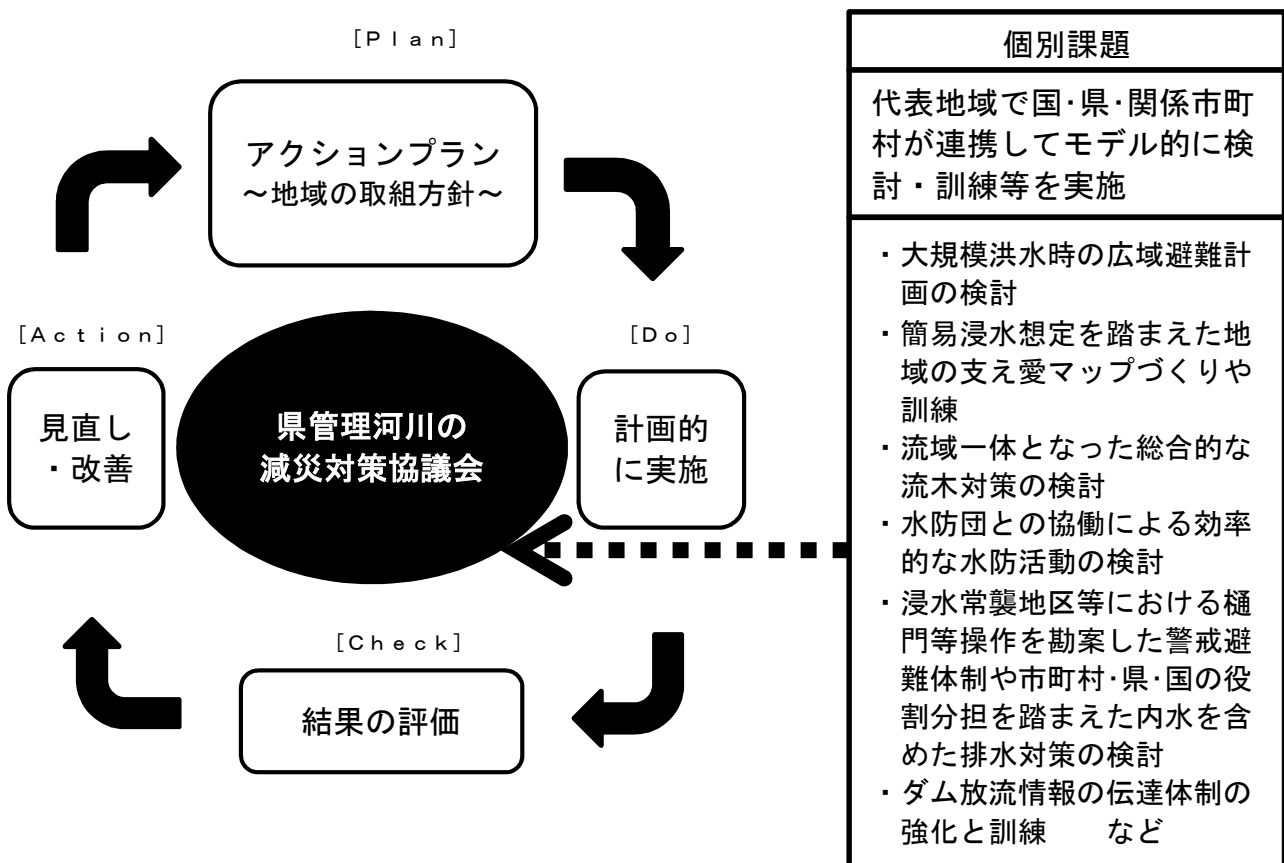 [Plan]
アクションプラン
~地域の取組方針~
[Action]
見直し
・改善
県管理河川の
減災対策協議会
[Do]
計画的
に実施
[Check]
結果の評価
個別課題
代表地域で国・県・関係市町
村が連携してモデル的に検
討・訓練等を実施
・大規模洪水時の広域避難計
画の検討
・簡易浸水想定を踏まえた地
域の支え愛マップづくりや
訓練
・流域一体となった総合的な
流木対策の検討
・水防団との協働による効率
的な水防活動の検討
・浸水常襲地区等における樋
門等操作を勘案した警戒避
難体制や市町村・県・国の役
割分担を踏まえた内水を含
めた排水対策の検討
・ダム放流情報の伝達体制の
強化と訓練　　など